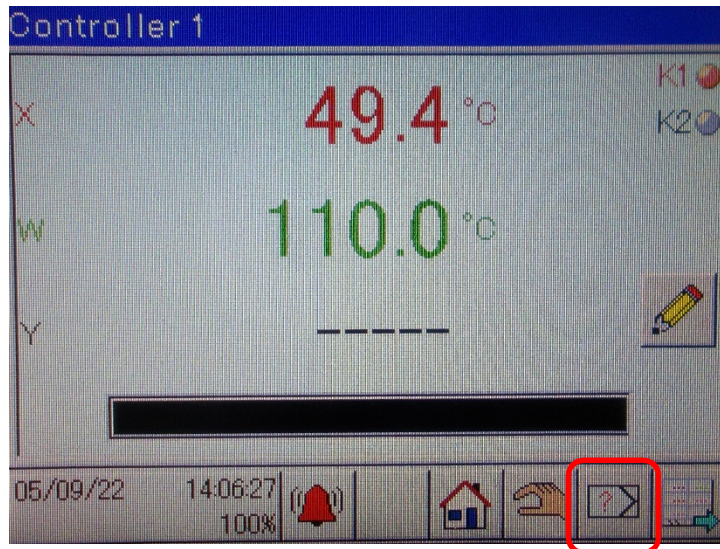 Controller 1
X 49.4 °C K1
K2
W 110.0 °C
Y -----
05/09/22 14:06:27
100%
?